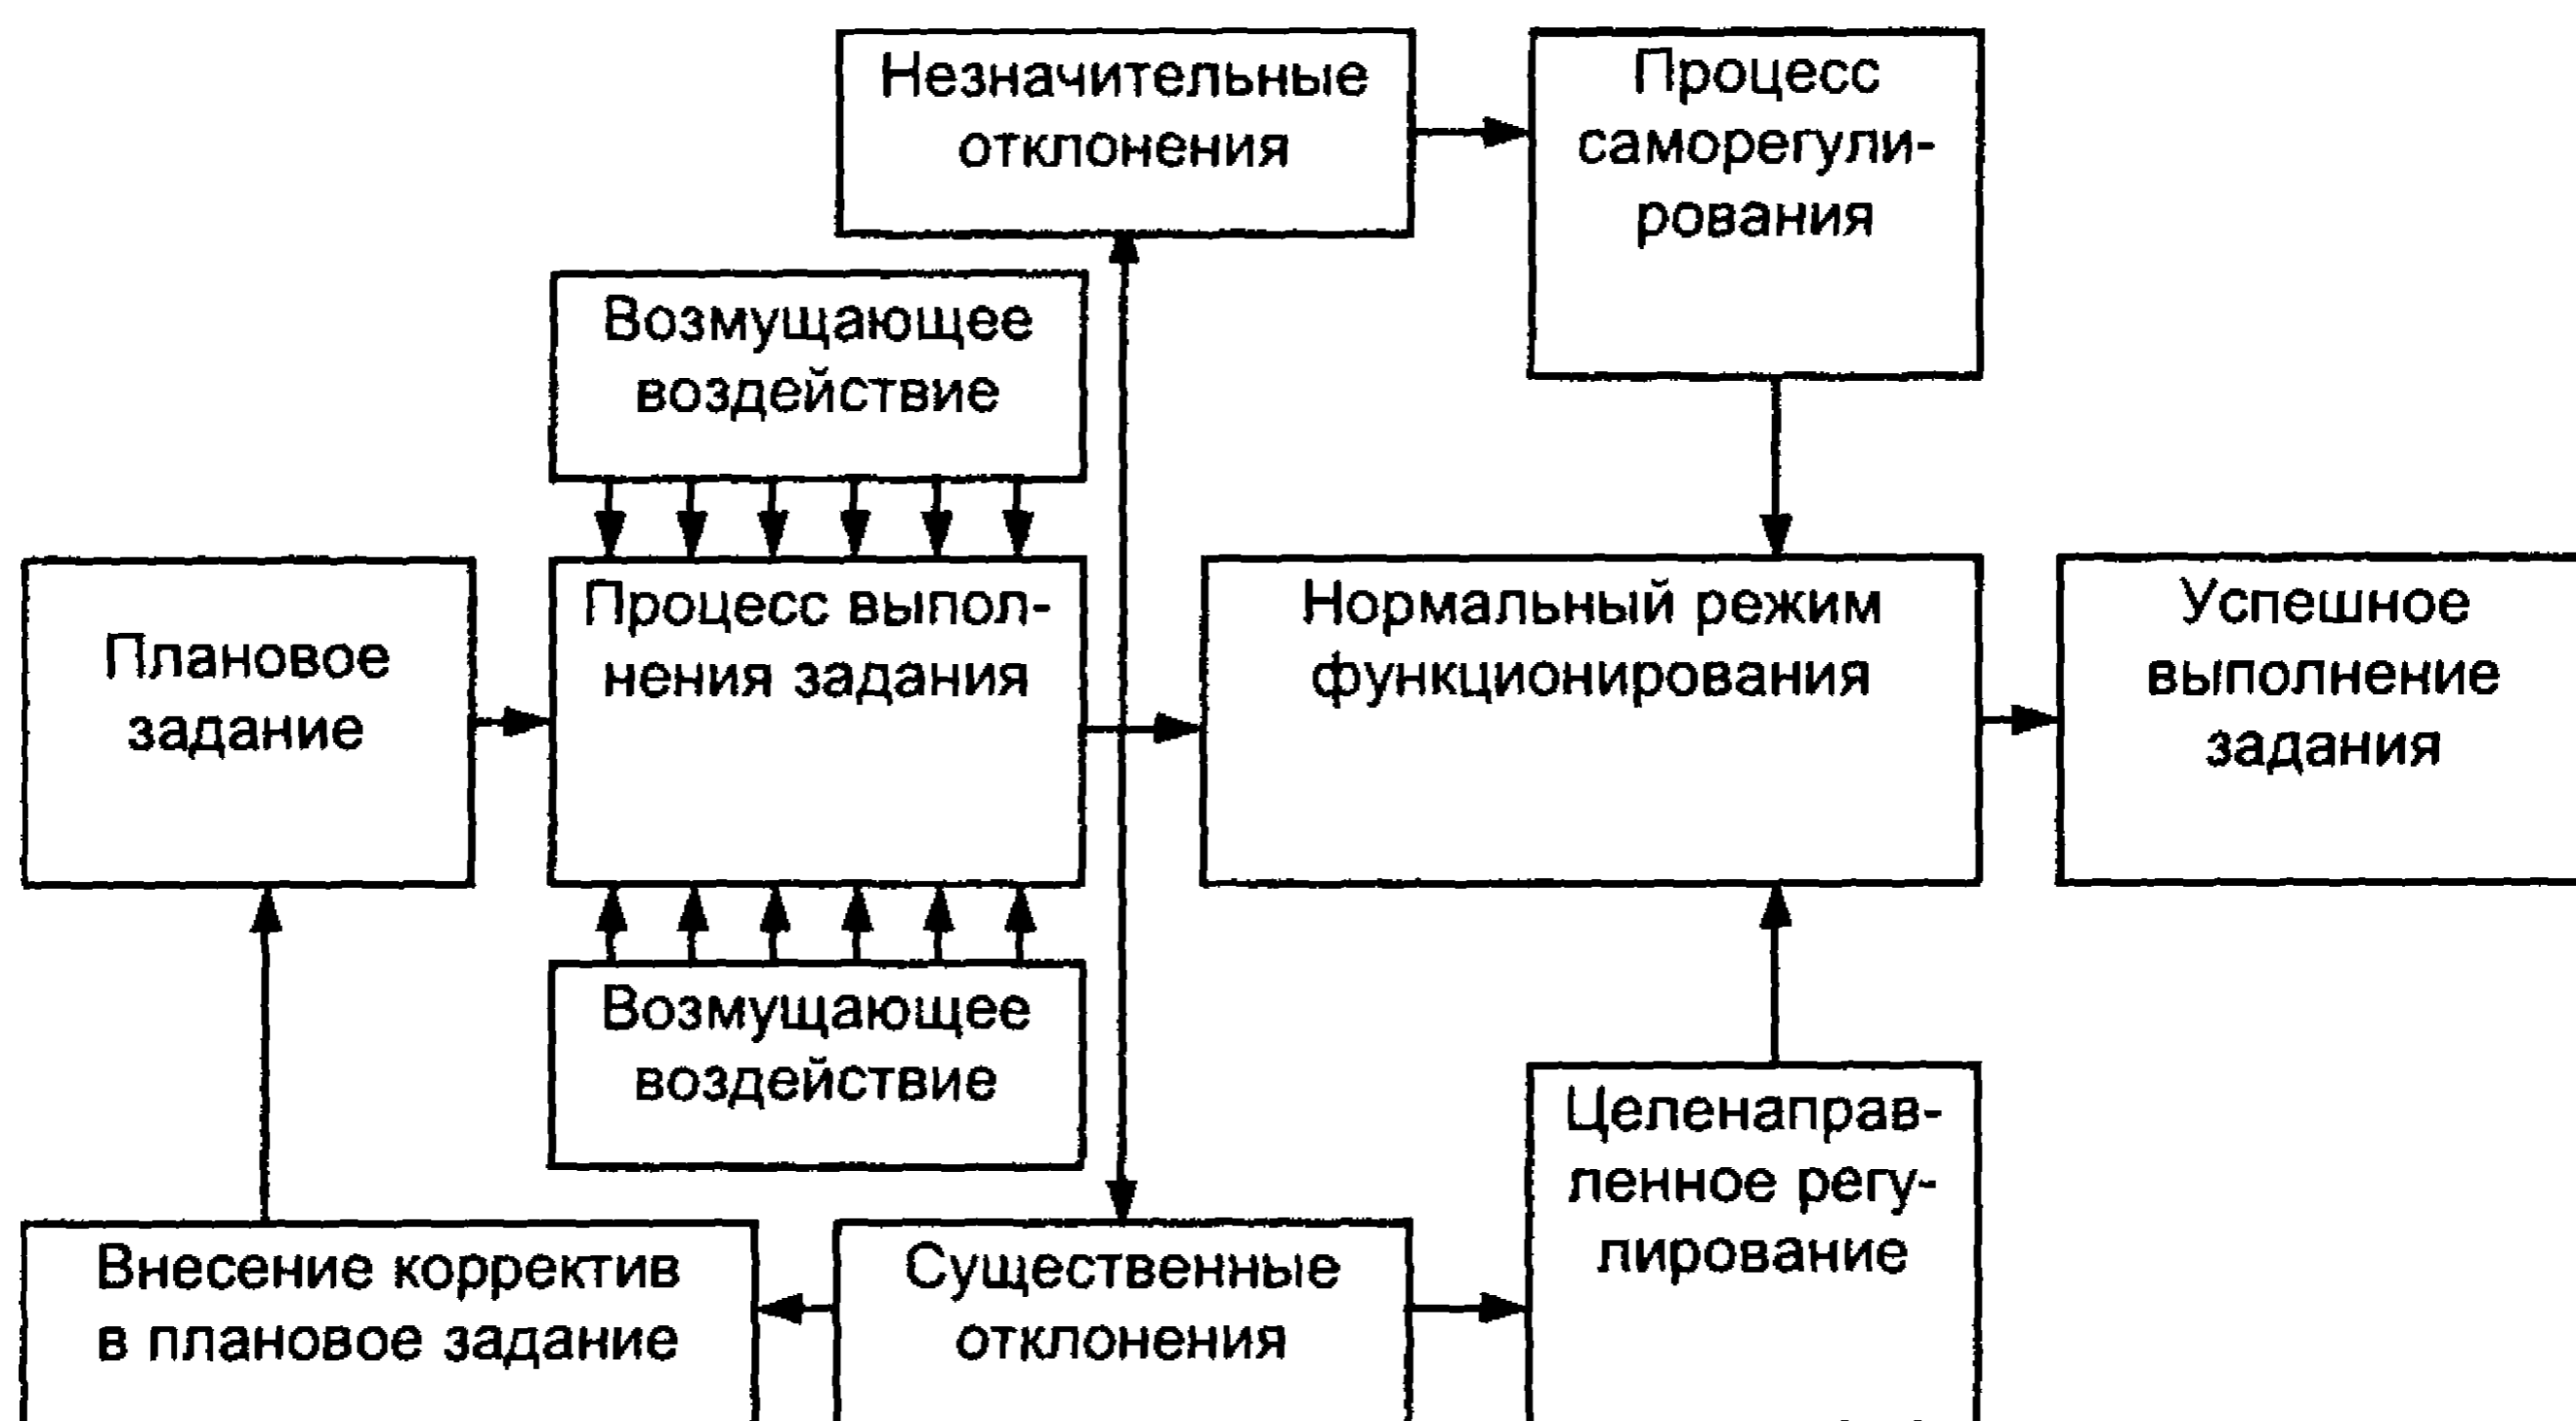 Незначительные
отклонения
Процесс
саморегули-
рования
Возмущающее
воздействие
Плановое
задание
Процесс выпол-
нения задания
Нормальный режим
функционирования
Успешное
выполнение
задания
Возмущающее
воздействие
Целенаправ-
ленное регу-
лирование
Внесение корректив
в плановое задание
Существенные
отклонения